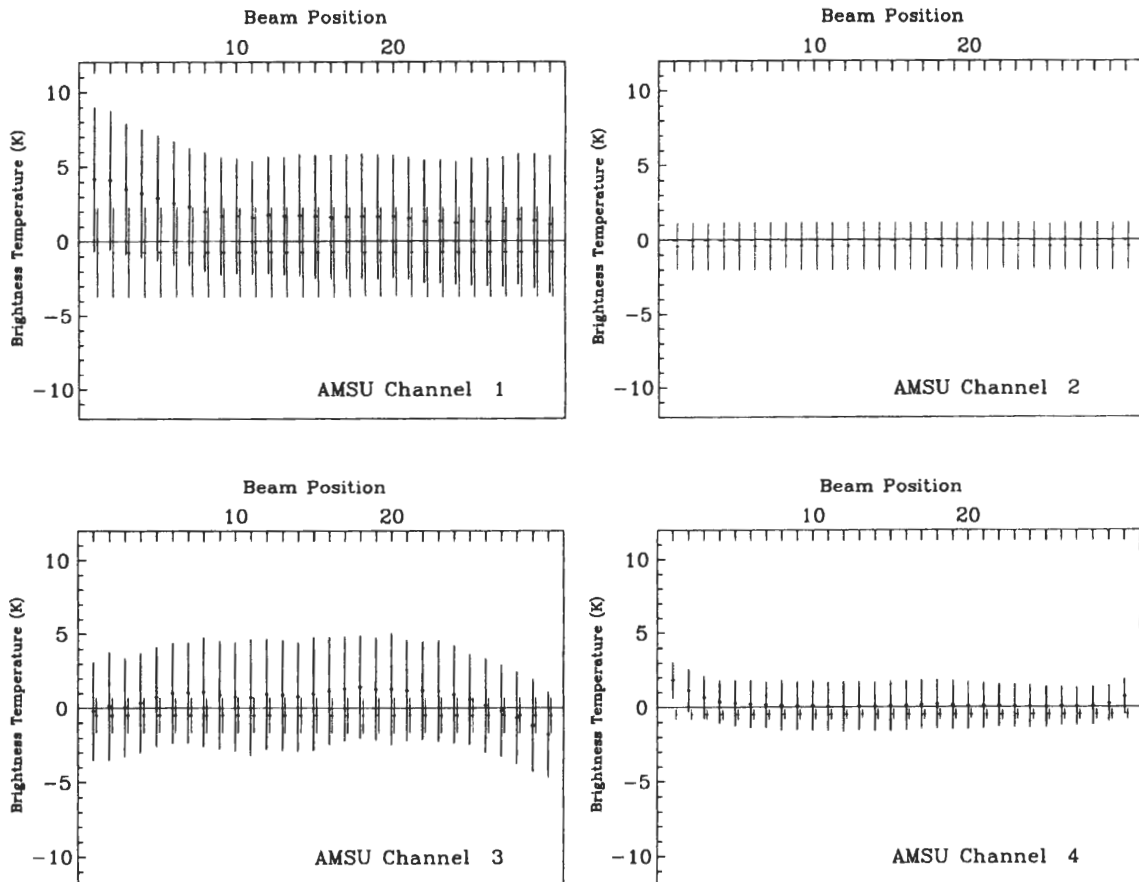 Beam Position
10 20
Brightness Temperature (K)
10
5
0
−5
−10
AMSU Channel 1
Beam Position
10 20
Brightness Temperature (K)
10
5
0
−5
−10
AMSU Channel 2
Beam Position
10 20
Brightness Temperature (K)
10
5
0
−5
−10
AMSU Channel 3
Beam Position
10 20
Brightness Temperature (K)
10
5
0
−5
−10
AMSU Channel 4